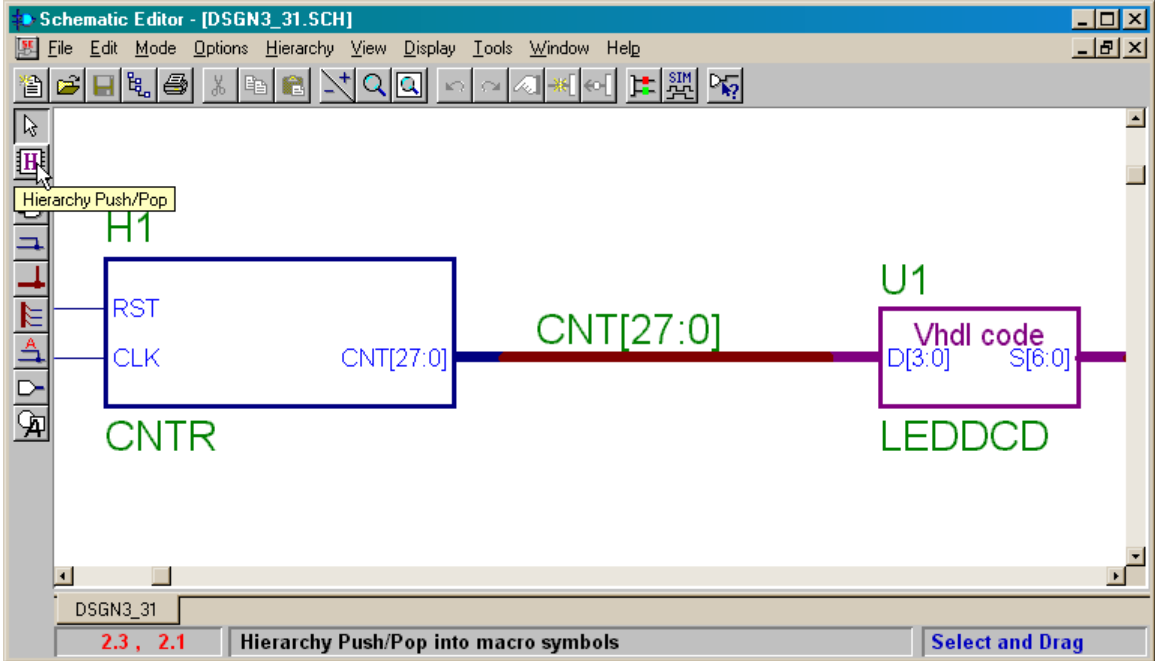 Schematic Editor - [DSGN3_31.SCH]
File Edit Mode Options Hierarchy View Display Tools Window Help
SIM
H
Hierarchy Push/Pop
H1
RST
CLK
CNT[27:0]
CNTR
CNT[27:0]
U1
Vhdl code
D[3:0] S[6:0]
LEDDCD
A
A
DSGN3_31
2.3 , 2.1 Hierarchy Push/Pop into macro symbols Select and Drag